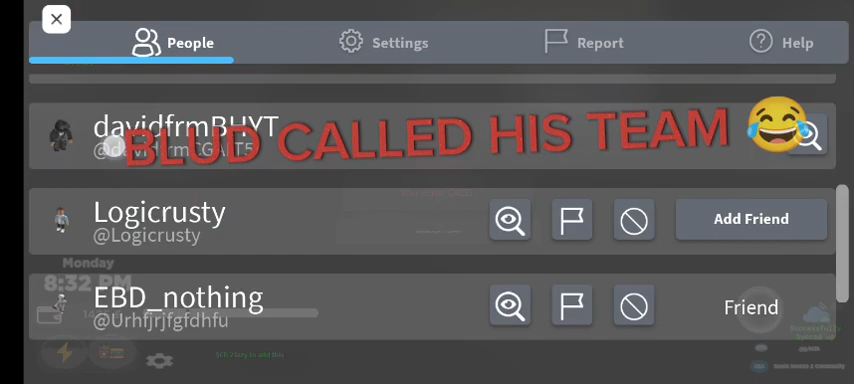 People
Settings
Report
Help
davidfrmBHYT
BLUD CALLED HIS TEAM 😂
Logicrusty
@Logicrusty
Add Friend
Monday
8:32 PM
EBD_nothing
@Urhfjrjfgfdhfu
Friend